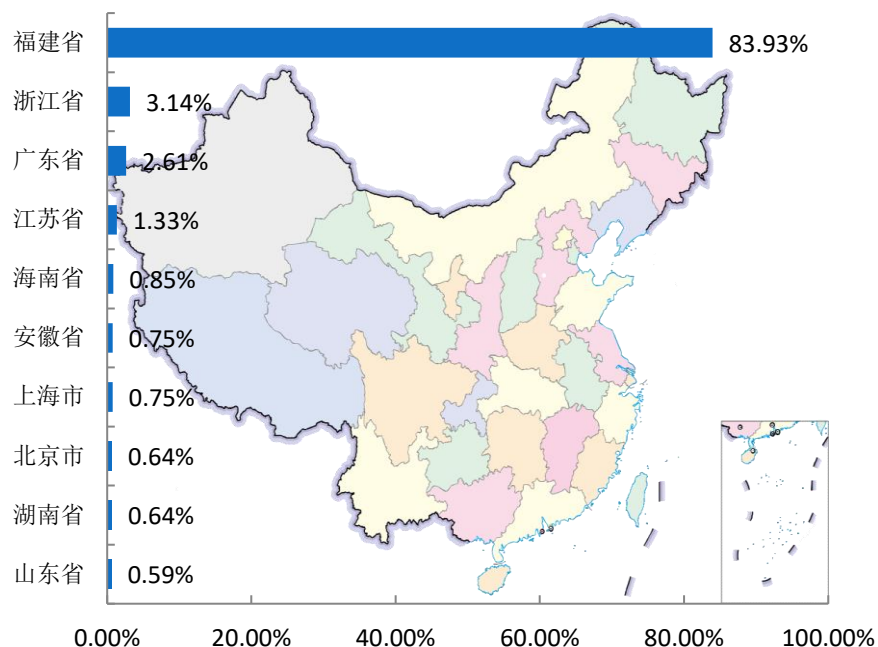 福建省 83.93%
浙江省 3.14%
广东省 2.61%
江苏省 1.33%
海南省 0.85%
安徽省 0.75%
上海市 0.75%
北京市 0.64%
湖南省 0.64%
山东省 0.59%
0.00% 20.00% 40.00% 60.00% 80.00% 100.00%